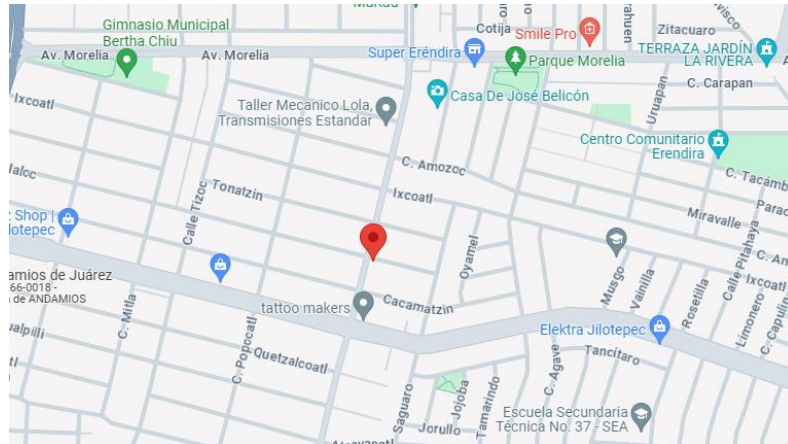 Gimnasio Municipal
Bertha Chiu
Av. Morelia
Av. Morelia
Cotija
Zitacuaro
Smile Pro
Super Eréndira
Parque Morelia
TERRAZA JARDÍN
LA RIVERA
C. Carapan
Uruapan
Ixcoatl
Taller Mecanico Lola,
Transmisiones Estandar
Casa De José Belicón
Centro Comunitario
Erendira
C. Amozoc
C. Tacámb
Tonatzin
Ixcoatl
Calle Tizoc
Miravalle
Shop |
Oyamel
C. An
Calle Pitahaya
Ixcoatl
amios de Juárez
66-0018 -
a de ANDAMIOS
Musgo
Vainilla
Rosetilla
Limonero
C. Capulin
C. Mitla
tattoo makers
Cacamatzin
Elektra Jilotepec
Tancítaro
C. Popocatl
Quetzalcoatl
C. Agave
Saguaro
Jojoba
Tamarindo
Jorullo
Escuela Secundaria
Técnica No. 37 - SEA